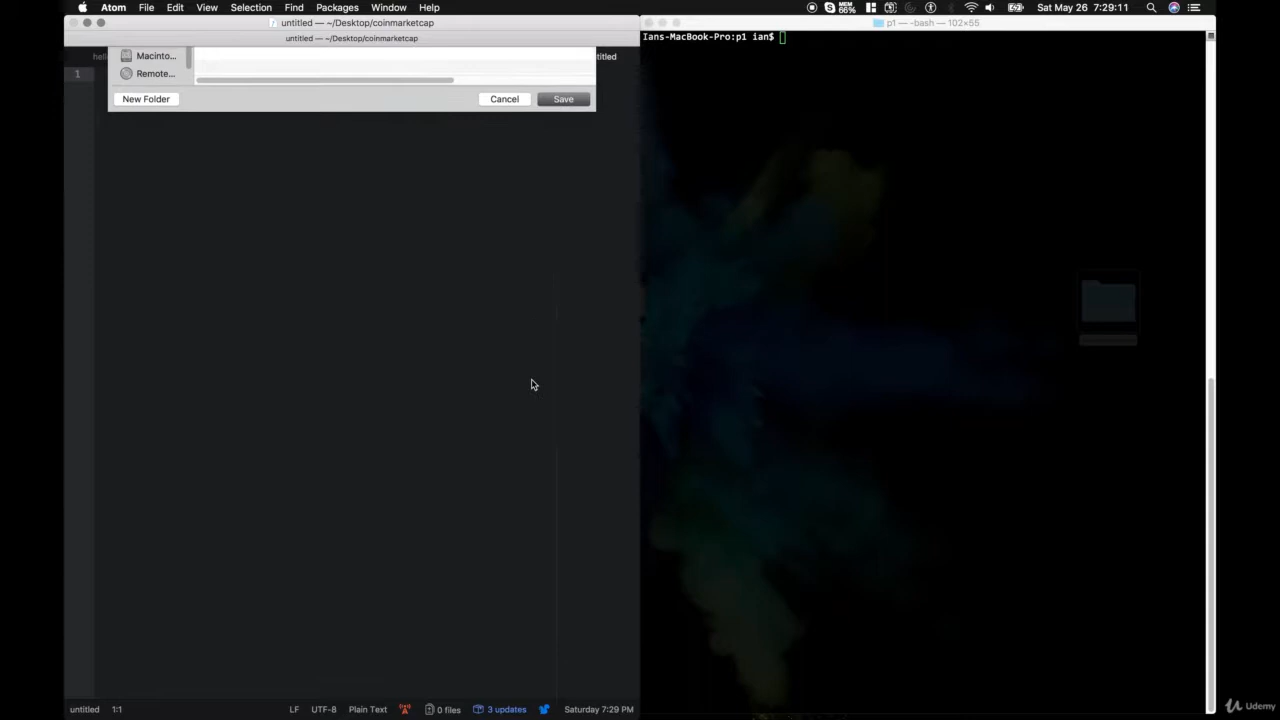 Atom File Edit View Selection Find Packages Window Help
MEM 66% Sat May 26 7:29:11
untitled — ~/Desktop/coinmarketcap
untitled — ~/Desktop/coinmarketcap
p1 — -bash — 102×55
Ians-MacBook-Pro:p1 ian$
Macinto...
Remote...
New Folder Cancel Save
1
untitled 1:1 LF UTF-8 Plain Text 0 files 3 updates Saturday 7:29 PM
Udemy